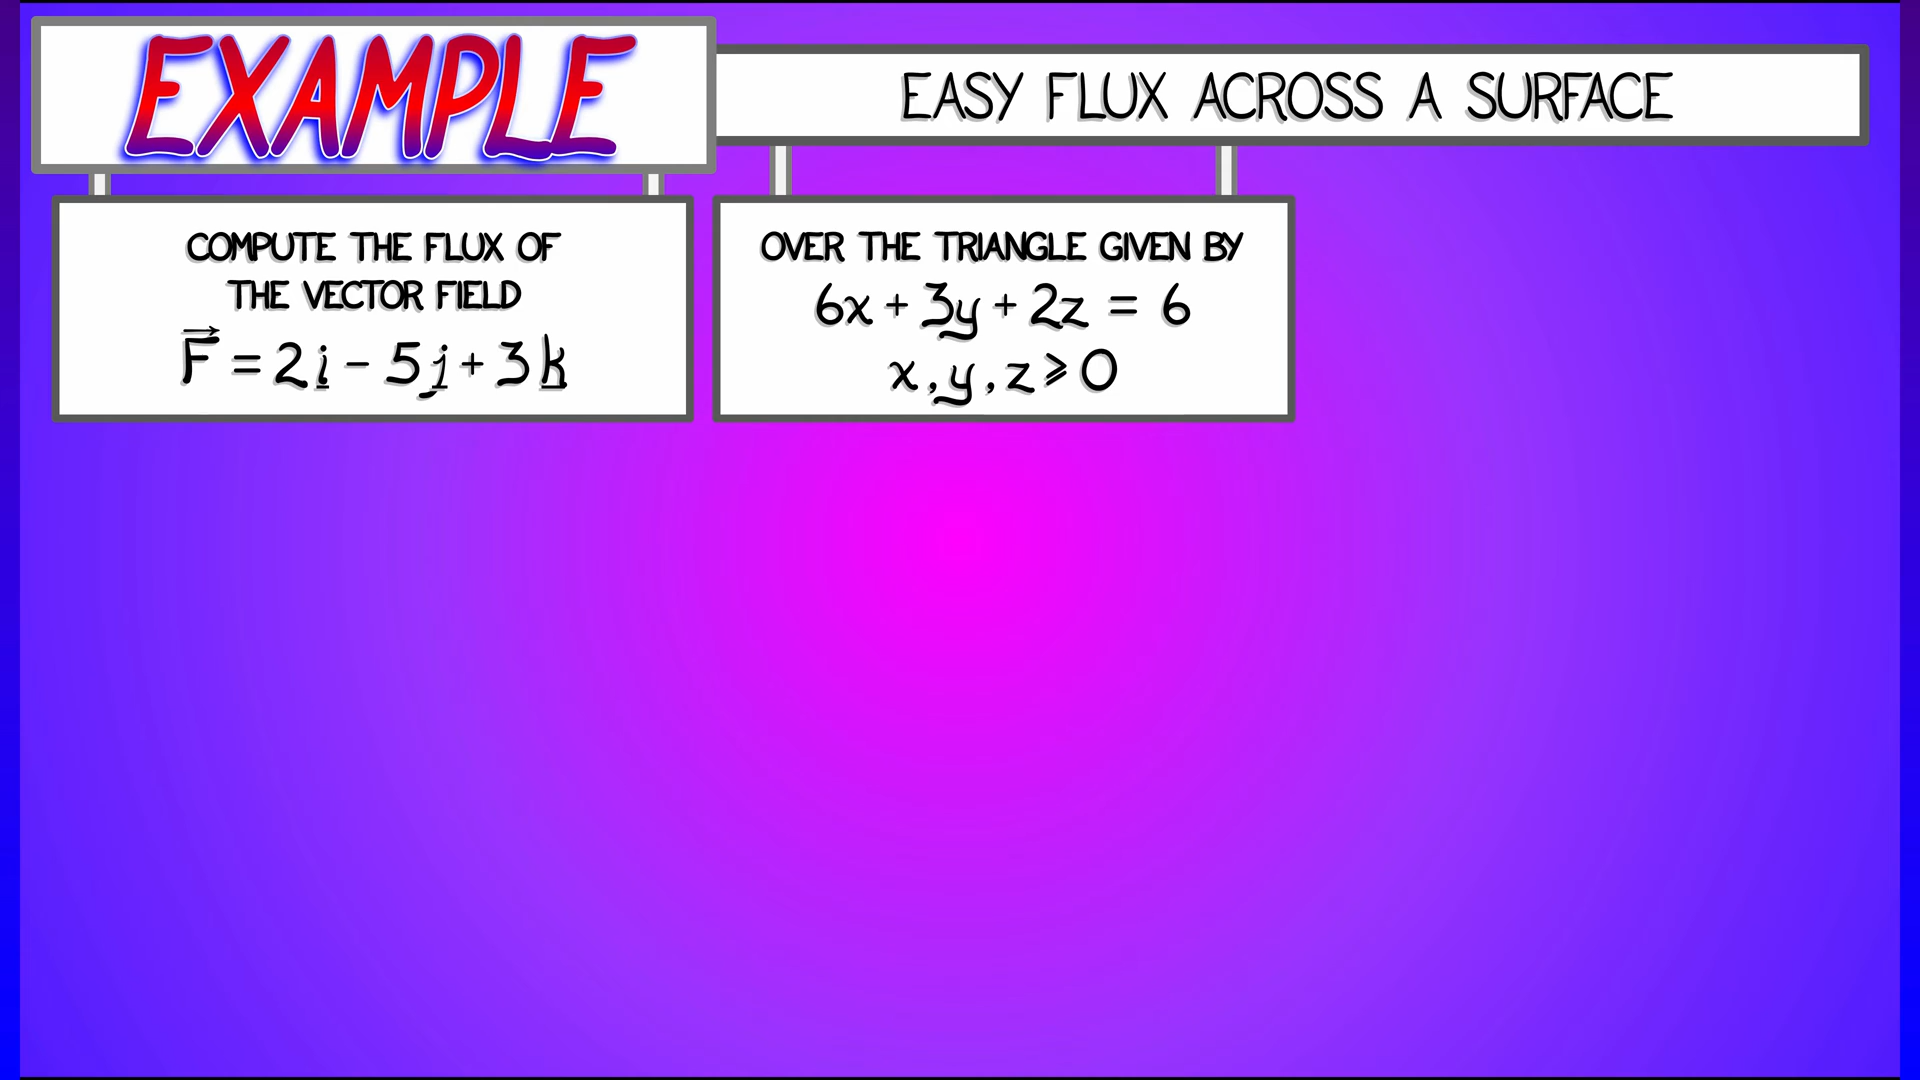 EXAMPLE
EASY FLUX ACROSS A SURFACE
COMPUTE THE FLUX OF
THE VECTOR FIELD
F⃗ = 2i̲ − 5j̲ + 3k̲
OVER THE TRIANGLE GIVEN BY
6x + 3y + 2z = 6
x, y, z ⩾ 0